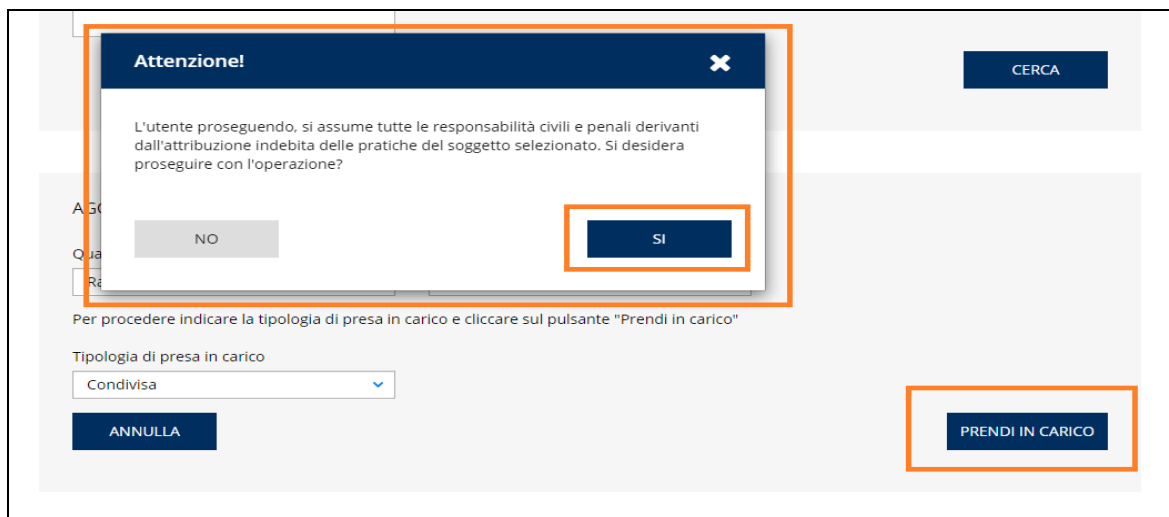 Attenzione!
CERCA
L'utente proseguendo, si assume tutte le responsabilità civili e penali derivanti
dall'attribuzione indebita delle pratiche del soggetto selezionato. Si desidera
proseguire con l'operazione?
NO
SI
Per procedere indicare la tipologia di presa in carico e cliccare sul pulsante "Prendi in carico"
Tipologia di presa in carico
Condivisa
ANNULLA
PRENDI IN CARICO